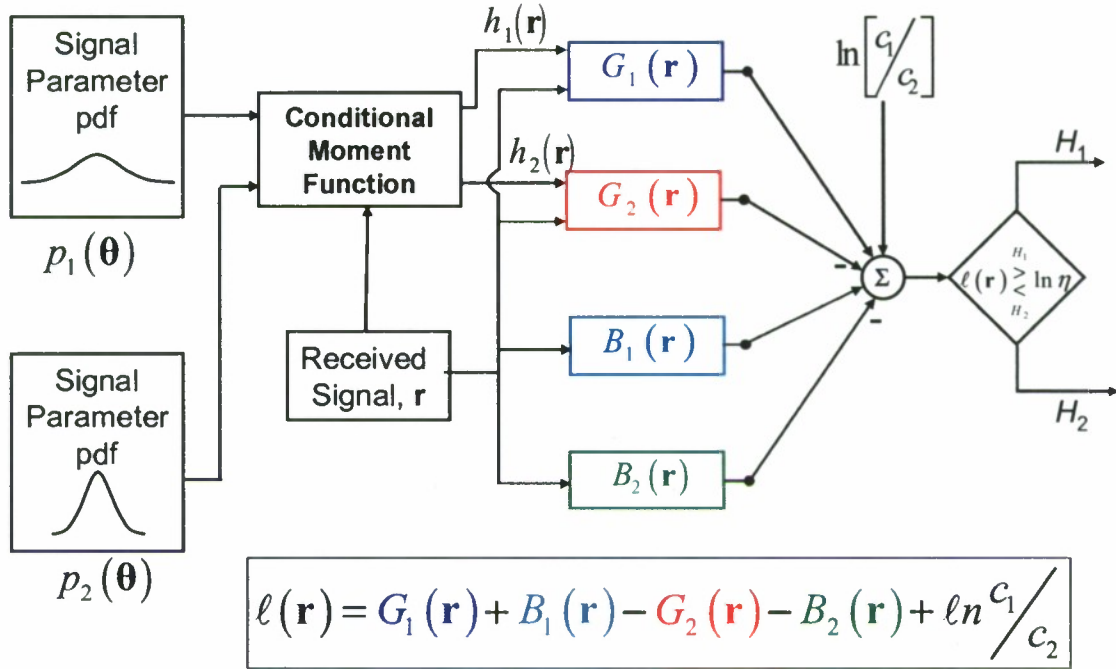 Signal
Parameter
pdf
p₁(θ)
Signal
Parameter
pdf
p₂(θ)
Conditional
Moment
Function
Received
Signal, r
h₁(r)
h₂(r)
G₁(r)
G₂(r)
B₁(r)
B₂(r)
ln[c₁/c₂]
-
-
Σ
H₁
ℓ(r) > < ln η
H₂
H₁
H₂
ℓ(r) = G₁(r) + B₁(r) − G₂(r) − B₂(r) + ℓn c₁/c₂